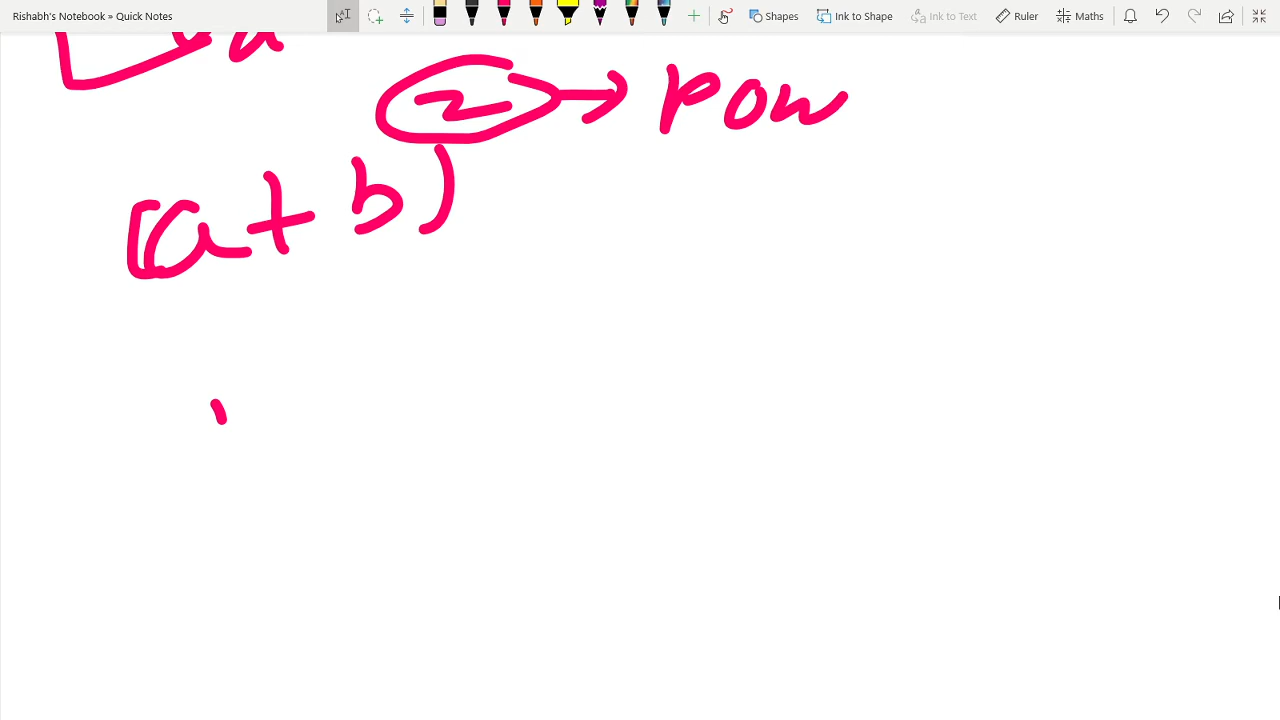 Rishabh's Notebook » Quick Notes
Shapes
Ink to Shape
Ink to Text
Ruler
Maths
2 → pow
(a+b)